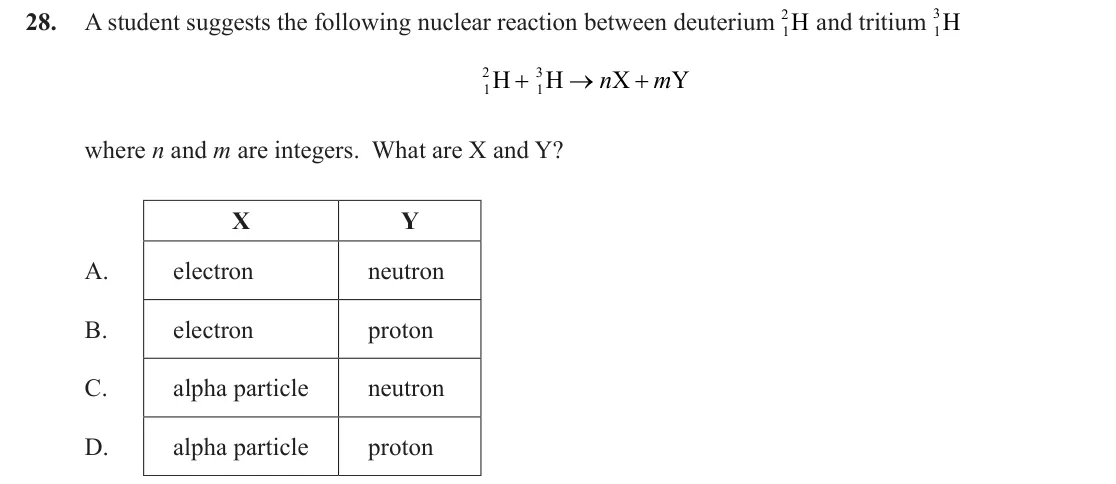 28. A student suggests the following nuclear reaction between deuterium ²₁H and tritium ³₁H
²₁H + ³₁H → nX + mY
where n and m are integers. What are X and Y?
X Y
A. electron neutron
B. electron proton
C. alpha particle neutron
D. alpha particle proton